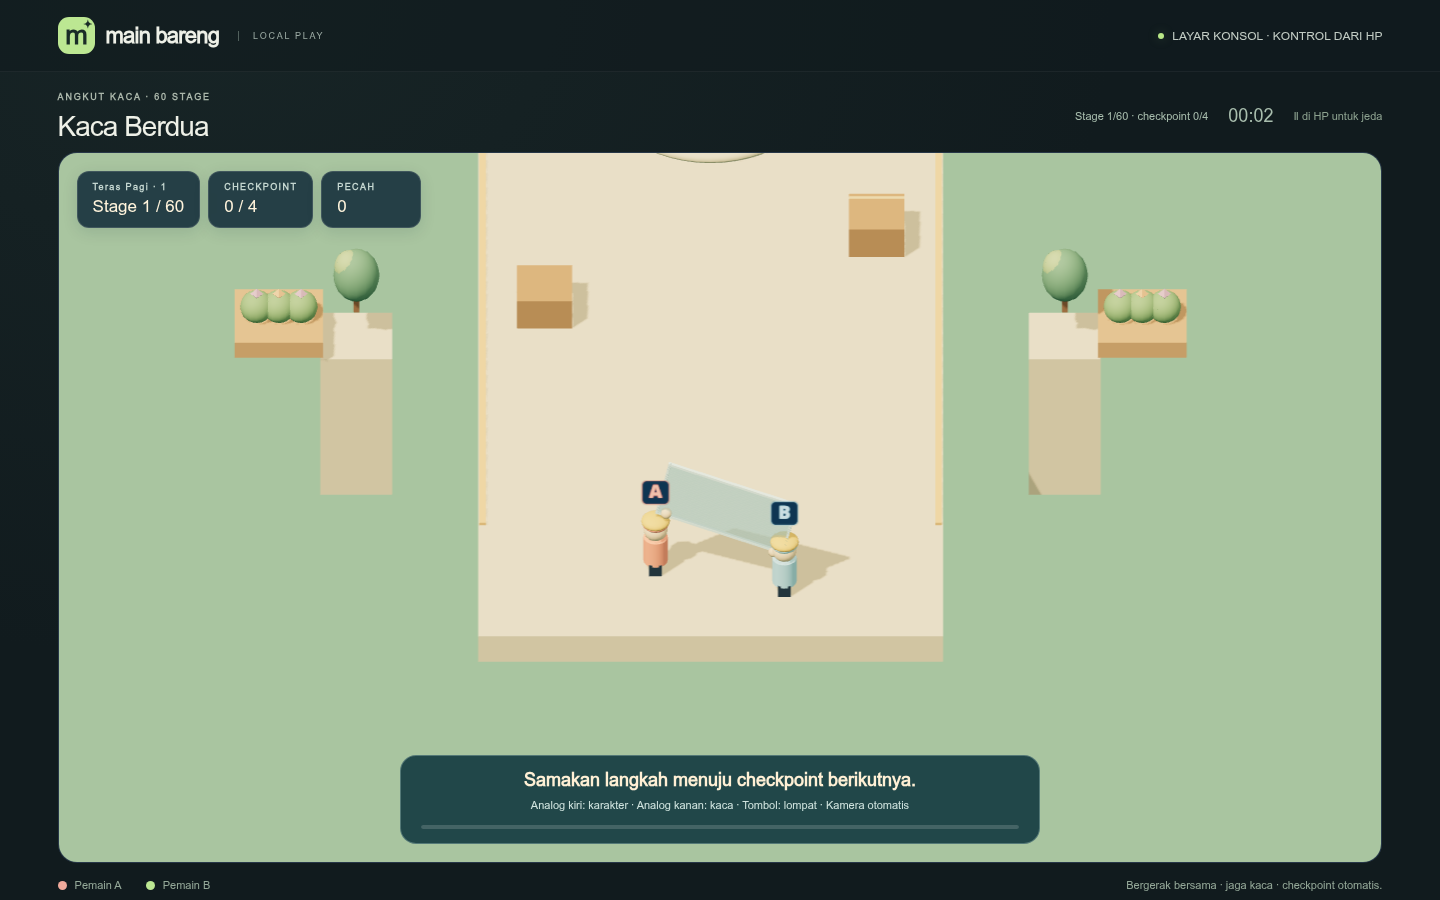 m main bareng | LOCAL PLAY
LAYAR KONSOL · KONTROL DARI HP
ANGKUT KACA · 60 STAGE
Kaca Berdua
Stage 1/60 · checkpoint 0/4 00:02 II di HP untuk jeda
Teras Pagi · 1
Stage 1 / 60
CHECKPOINT
0 / 4
PECAH
0
A
B
Samakan langkah menuju checkpoint berikutnya.
Analog kiri: karakter · Analog kanan: kaca · Tombol: lompat · Kamera otomatis
Pemain A Pemain B
Bergerak bersama · jaga kaca · checkpoint otomatis.